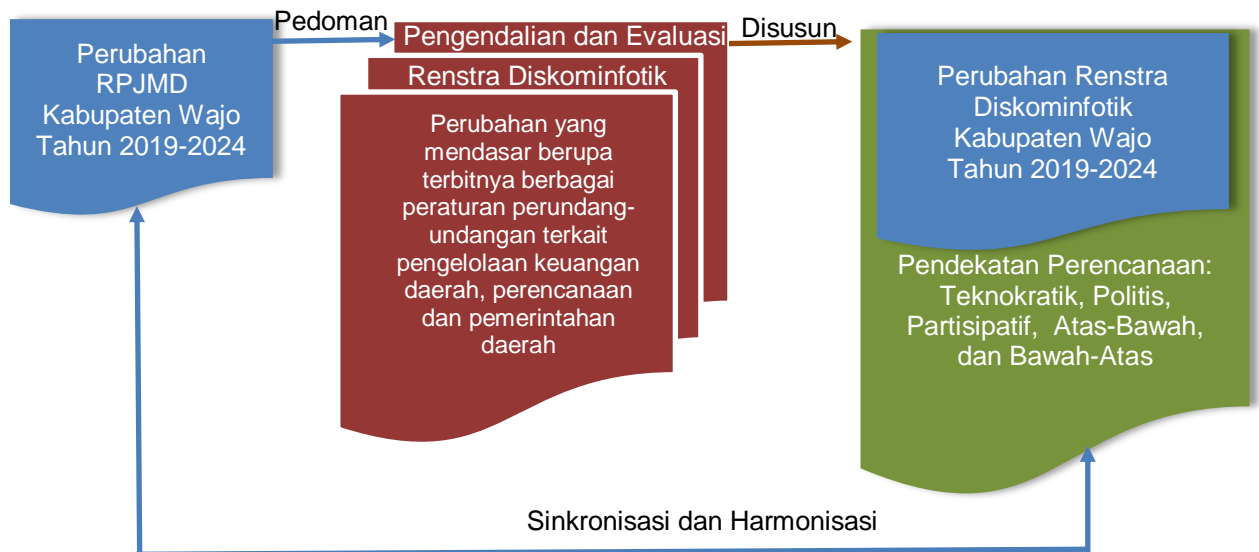 Perubahan
RPJMD
Kabupaten Wajo
Tahun 2019-2024
Pedoman
Pengendalian dan Evaluasi
Renstra Diskominfotik
Perubahan yang
mendasar berupa
terbitnya berbagai
peraturan perundang-
undangan terkait
pengelolaan keuangan
daerah, perencanaan
dan pemerintahan
daerah
Disusun
Perubahan Renstra
Diskominfotik
Kabupaten Wajo
Tahun 2019-2024
Pendekatan Perencanaan:
Teknokratik, Politis,
Partisipatif, Atas-Bawah,
dan Bawah-Atas
Sinkronisasi dan Harmonisasi